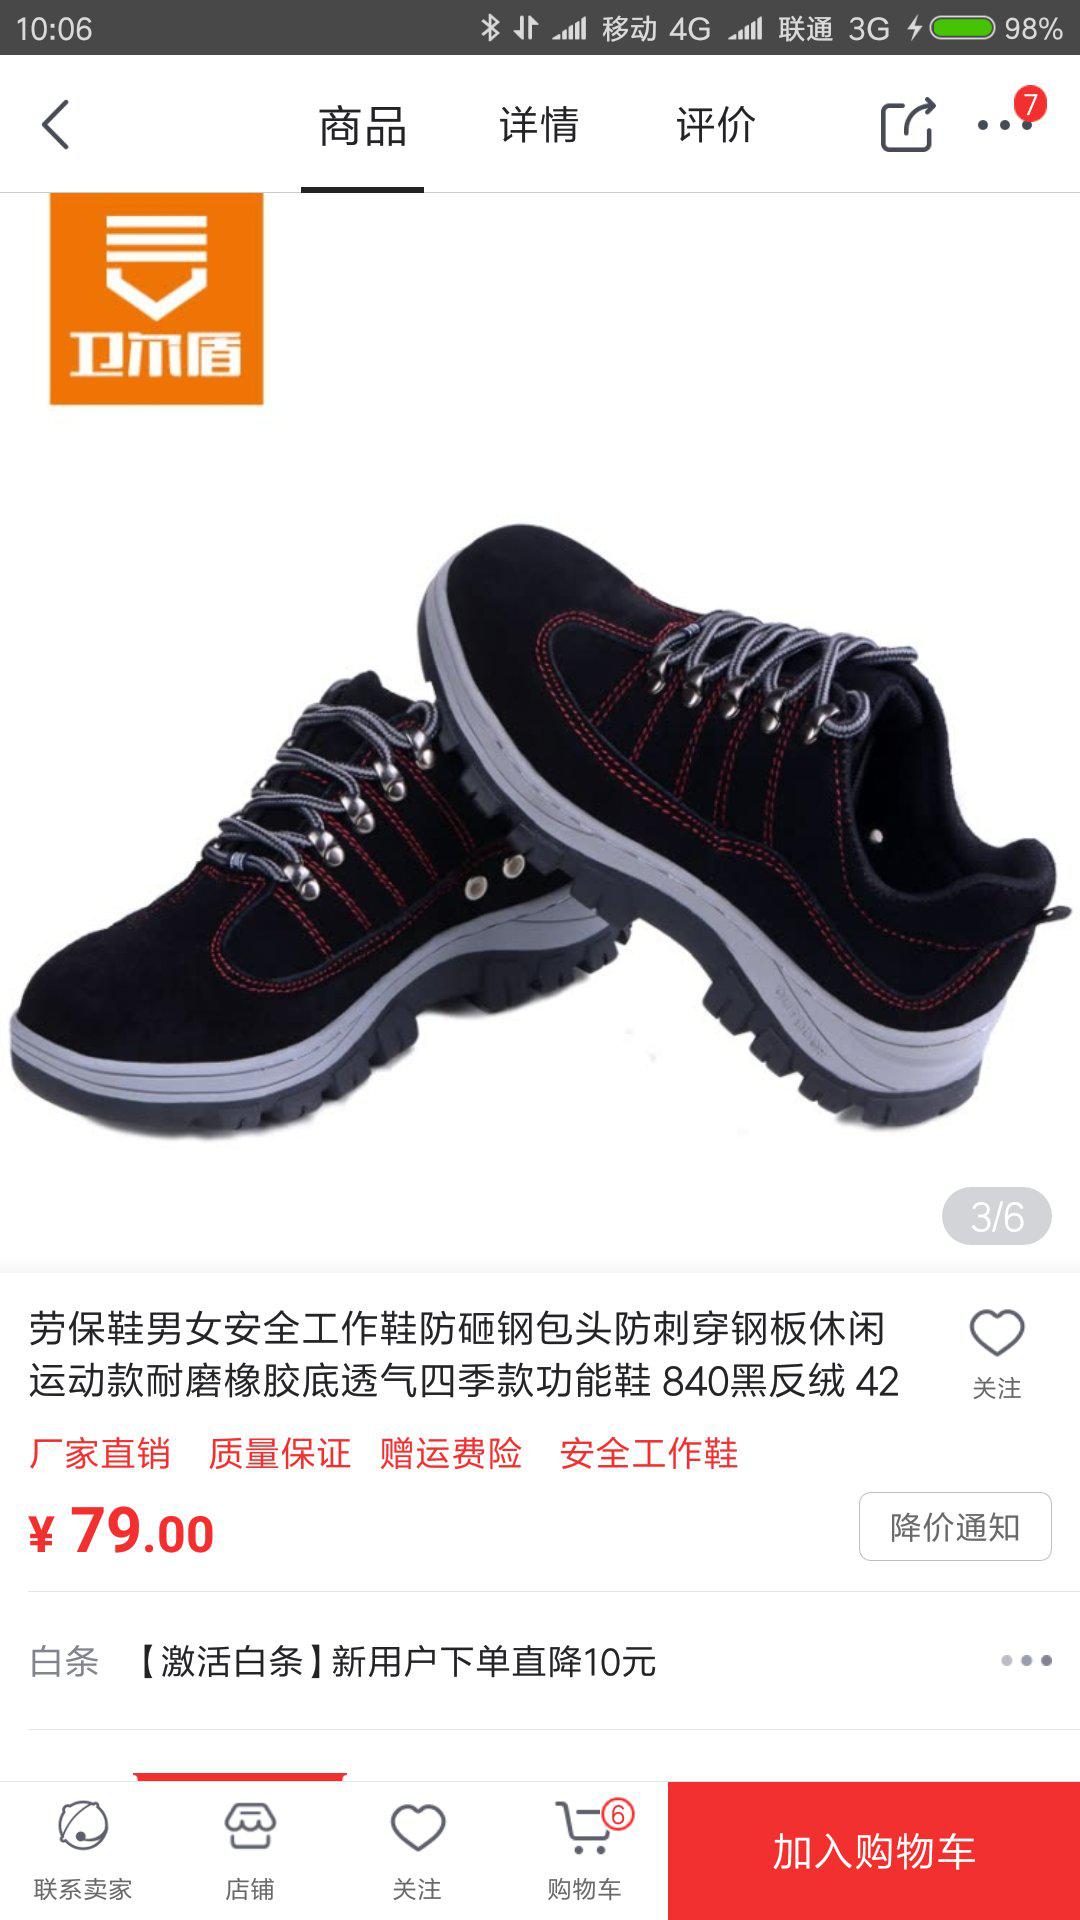 10:06 移动 4G 联通 3G 98%
商品 详情 评价 7
卫尔盾
3/6
劳保鞋男女安全工作鞋防砸钢包头防刺穿钢板休闲
运动款耐磨橡胶底透气四季款功能鞋 840黑反绒 42
关注
厂家直销 质量保证 赠运费险 安全工作鞋
¥ 79.00
降价通知
白条 【激活白条】新用户下单直降10元
6
联系卖家 店铺 关注 购物车 加入购物车